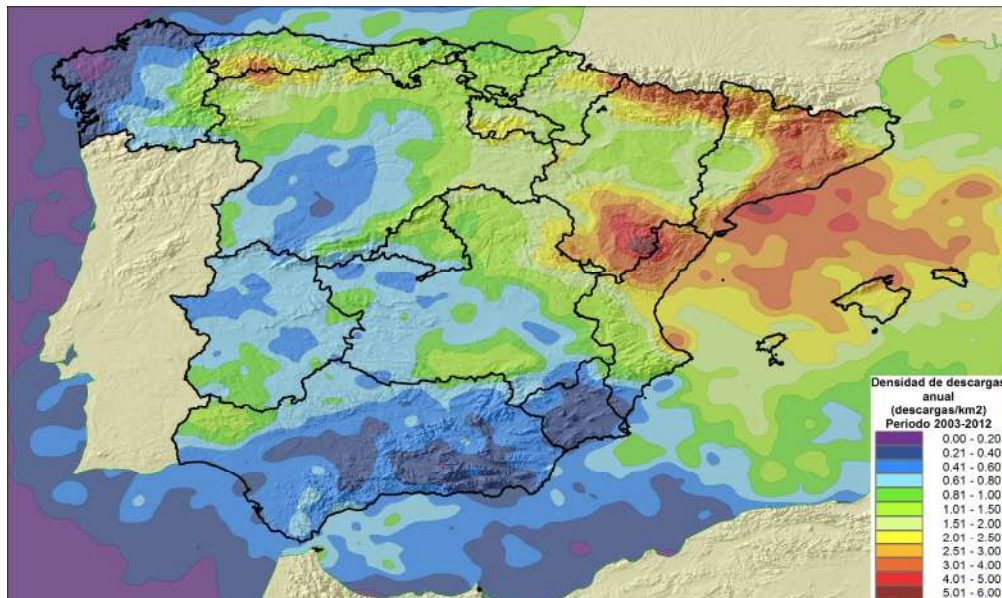 Densidad de descargas
anual
(descargas/km2)
Periodo 2003-2012
0.00 - 0.20
0.21 - 0.40
0.41 - 0.60
0.61 - 0.80
0.81 - 1.00
1.01 - 1.50
1.51 - 2.00
2.01 - 2.50
2.51 - 3.00
3.01 - 4.00
4.01 - 5.00
5.01 - 6.00